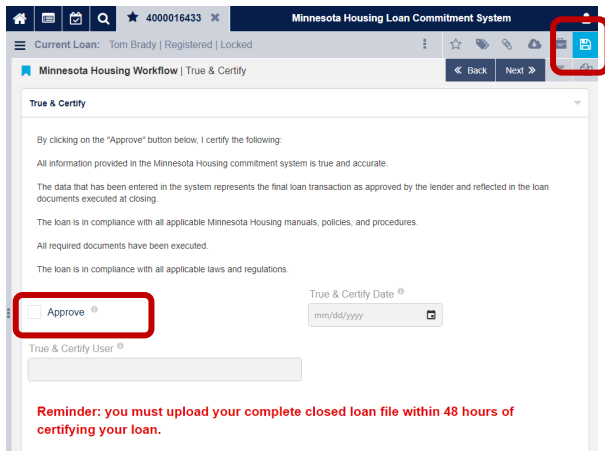 4000016433
Minnesota Housing Loan Commitment System
Current Loan: Tom Brady | Registered | Locked
Minnesota Housing Workflow | True & Certify
Back
Next
True & Certify
By clicking on the "Approve" button below, I certify the following:
All information provided in the Minnesota Housing commitment system is true and accurate.
The data that has been entered in the system represents the final loan transaction as approved by the lender and reflected in the loan
documents executed at closing.
The loan is in compliance with all applicable Minnesota Housing manuals, policies, and procedures.
All required documents have been executed.
The loan is in compliance with all applicable laws and regulations.
True & Certify Date
Approve
mm/dd/yyyy
True & Certify User
Reminder: you must upload your complete closed loan file within 48 hours of
certifying your loan.